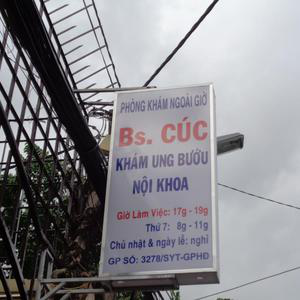 PHÒNG KHÁM NGOÀI GIỜ
Bs. CÚC
KHÁM UNG BƯỚU
NỘI KHOA
Giờ Làm Việc: 17g - 19g
Thứ 7: 8g - 11g
Chủ nhật & ngày lễ: nghỉ
GP SỐ: 3278/SYT-GPHĐ